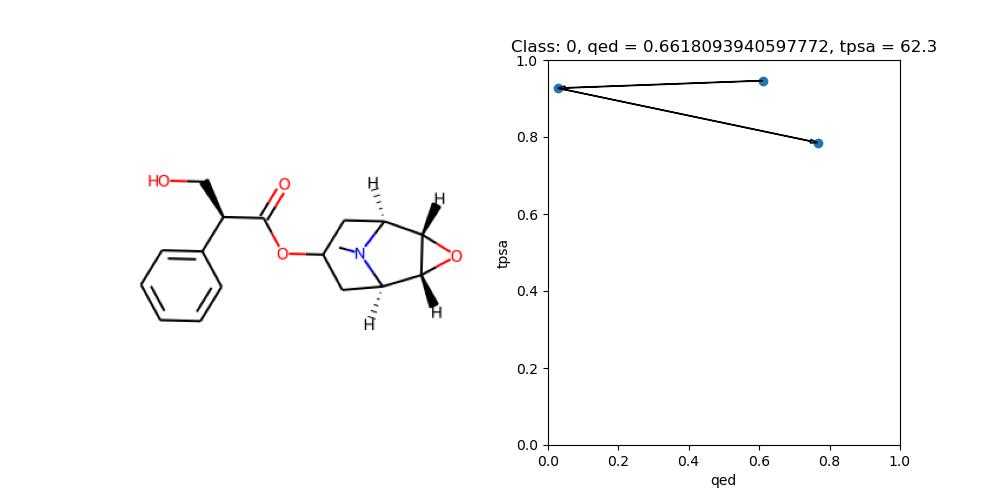 Class: 0, qed = 0.6618093940597772, tpsa = 62.3
HO
O
O
N
H
H
H
H
O
1.0
0.8
0.6
0.4
0.2
0.0
tpsa
0.0 0.2 0.4 0.6 0.8 1.0
qed